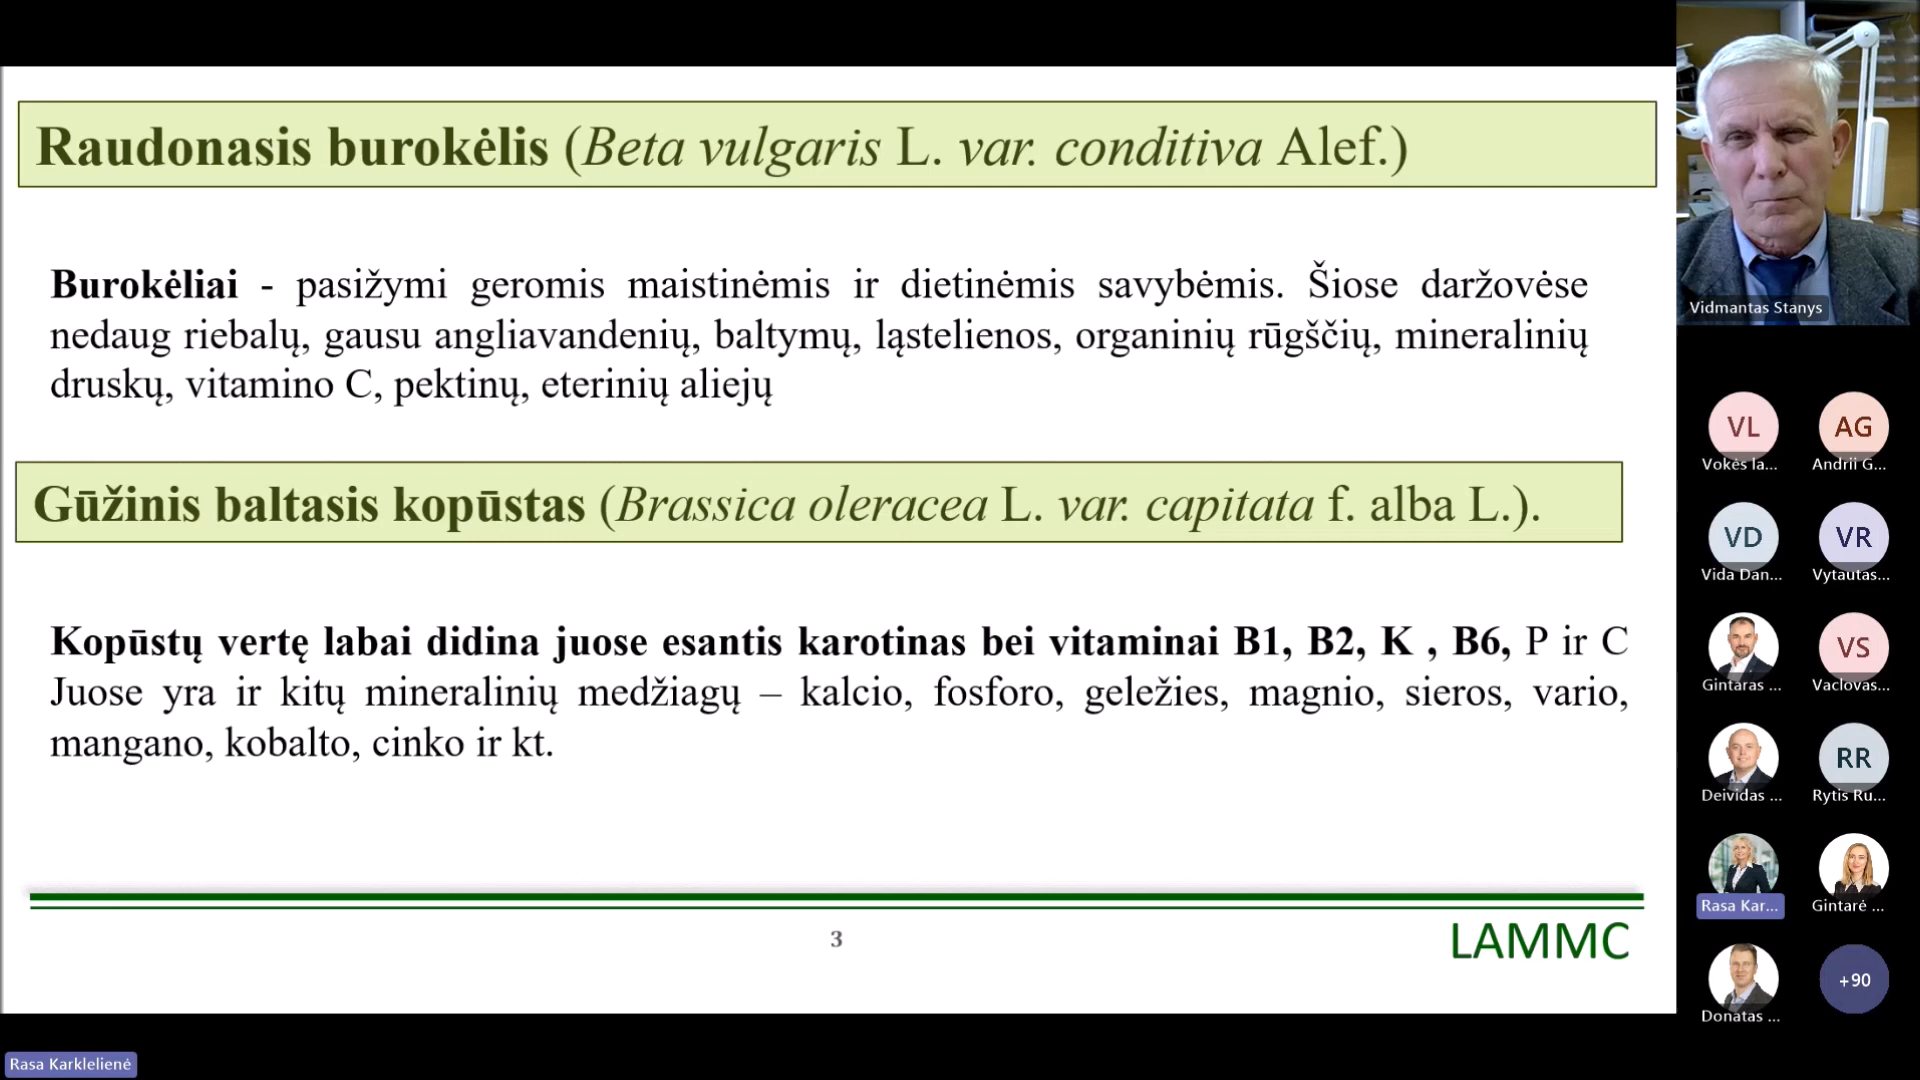 Raudonasis burokėlis (Beta vulgaris L. var. conditiva Alef.)
Burokėliai - pasižymi geromis maistinėmis ir dietinėmis savybėmis. Šiose daržovėse
nedaug riebalų, gausu angliavandenių, baltymų, ląstelienos, organinių rūgščių, mineralinių
druskų, vitamino C, pektinų, eterinių aliejų
Gūžinis baltasis kopūstas (Brassica oleracea L. var. capitata f. alba L.).
Kopūstų vertę labai didina juose esantis karotinas bei vitaminai B1, B2, K , B6, P ir C
Juose yra ir kitų mineralinių medžiagų – kalcio, fosforo, geležies, magnio, sieros, vario,
mangano, kobalto, cinko ir kt.
3
LAMMC
Rasa Karklelienė
Vidmantas Stanys
VL
Vokės la...
AG
Andrii G...
VD
Vida Dan...
VR
Vytautas...
Gintaras ...
VS
Vaclovas...
Deividas ...
RR
Rytis Ru...
Rasa Kar...
Gintarė ...
Donatas ...
+90